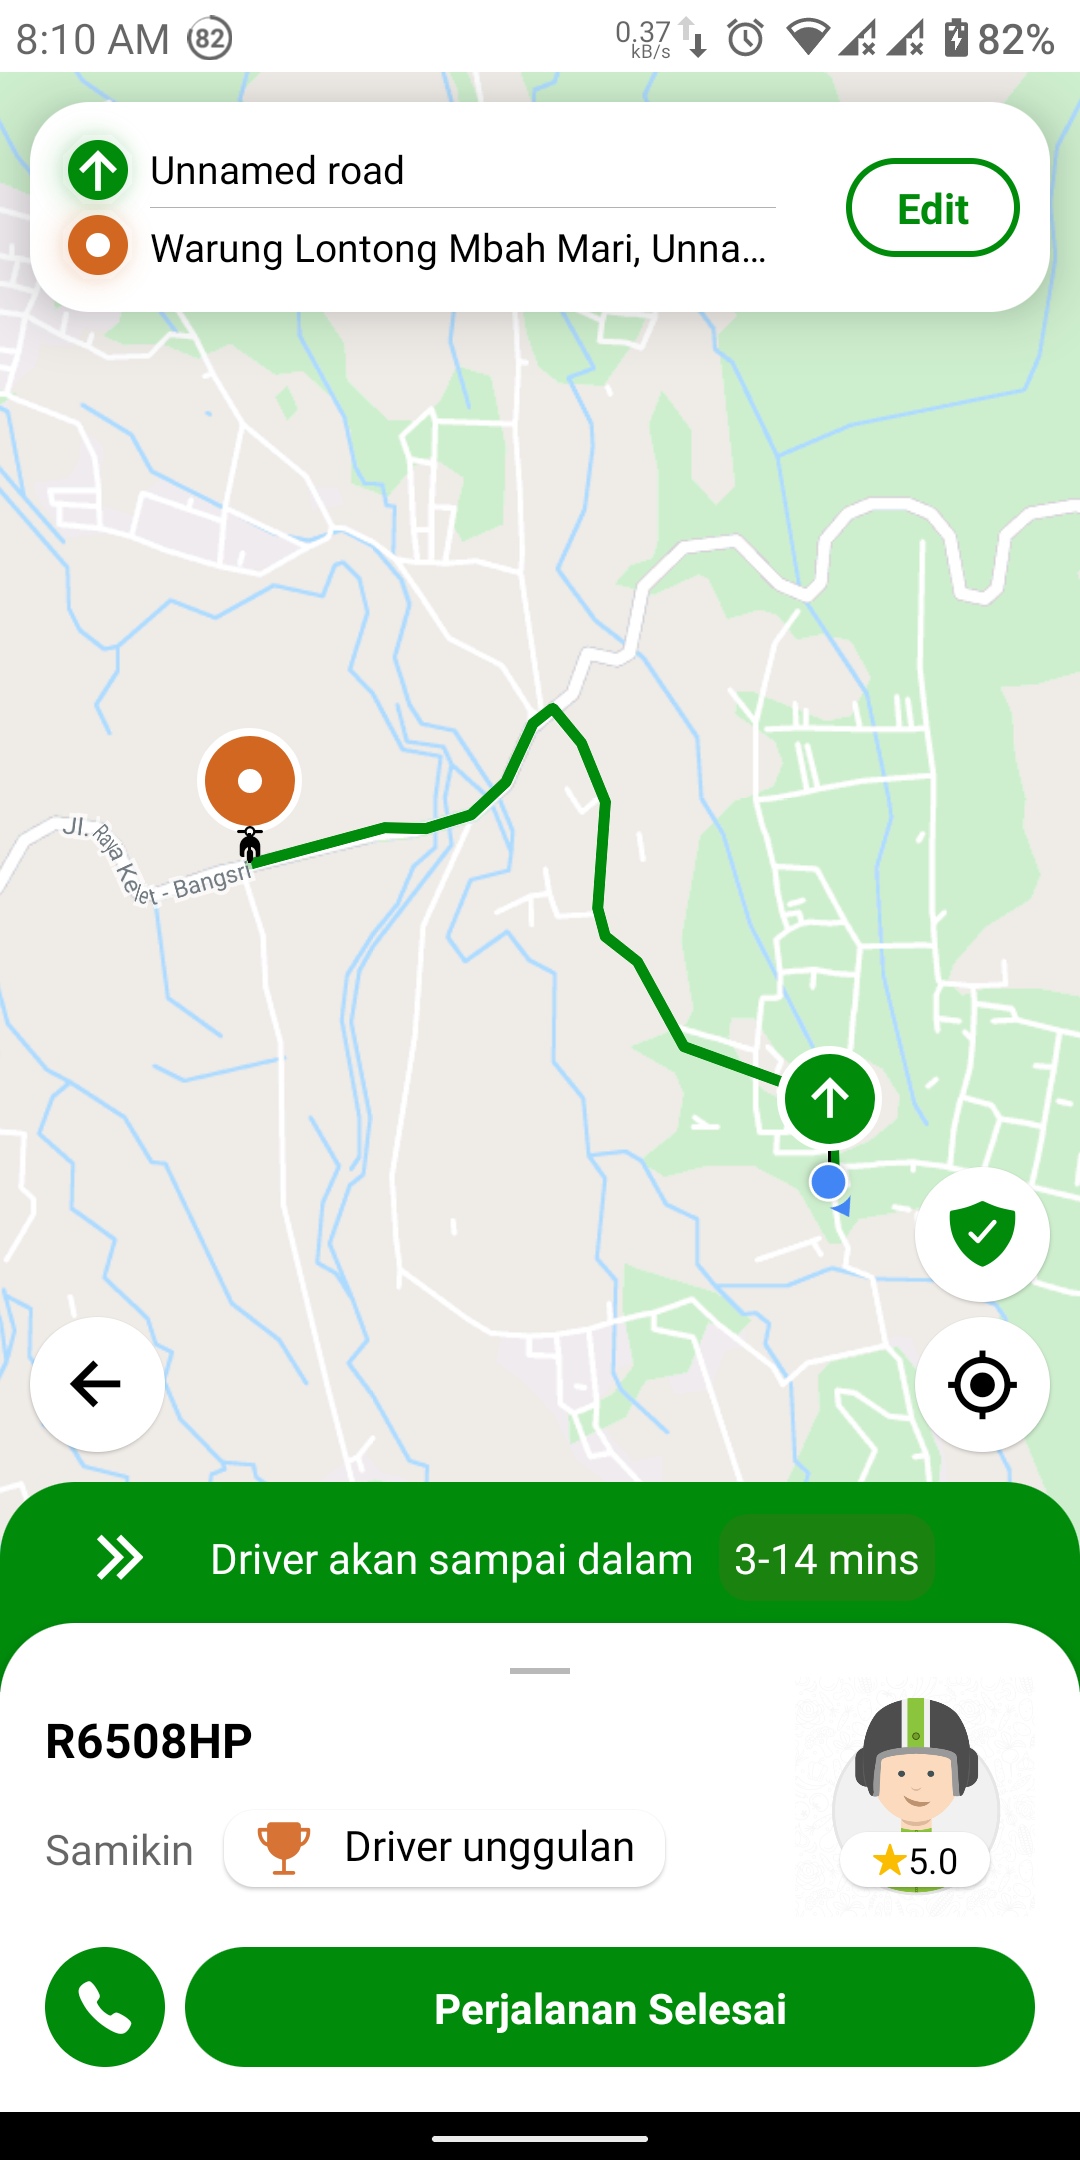 8:10 AM
82
0.37
kB/s
82%
Unnamed road
Edit
Warung Lontong Mbah Mari, Unna...
Jl. Raya Kelet - Bangsri
Driver akan sampai dalam
3-14 mins
R6508HP
Samikin
Driver unggulan
5.0
Perjalanan Selesai